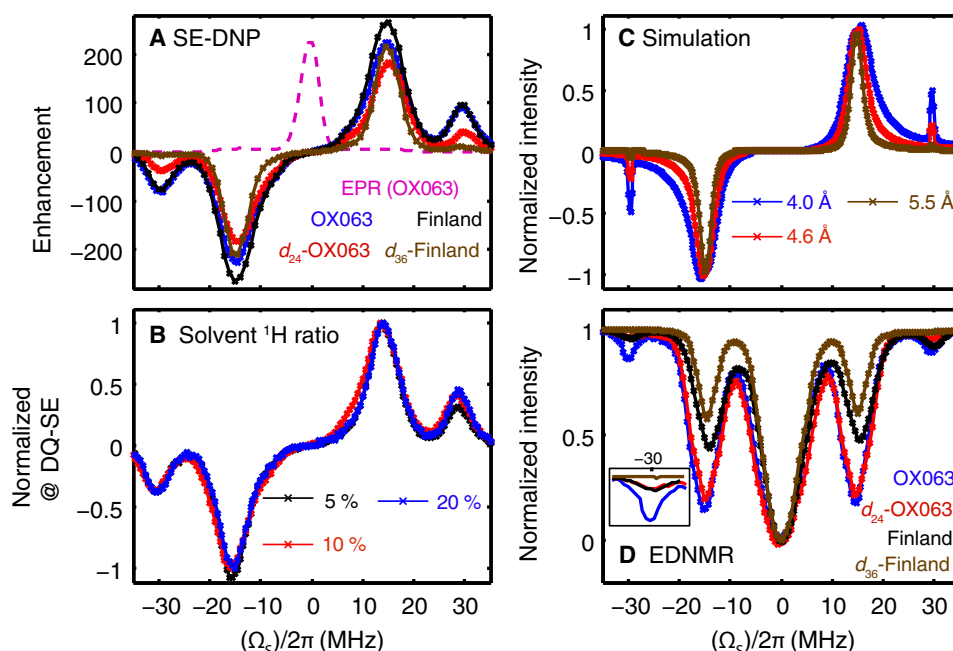 A SE-DNP
200
100
0
−100
−200
Enhancement
EPR (OX063)
OX063 Finland
d24-OX063 d36-Finland
C Simulation
1
0.5
0
−0.5
−1
Normalized intensity
4.0 Å 5.5 Å
4.6 Å
B Solvent ¹H ratio
1
0.5
0
−0.5
−1
Normalized
@ DQ-SE
5 % 20 %
10 %
−30 −20 −10 0 10 20 30
(Ωs)/2π (MHz)
1
0.5
0
Normalized intensity
−30
OX063
d24-OX063
Finland
d36-Finland
D EDNMR
−30 −20 −10 0 10 20 30
(Ωs)/2π (MHz)